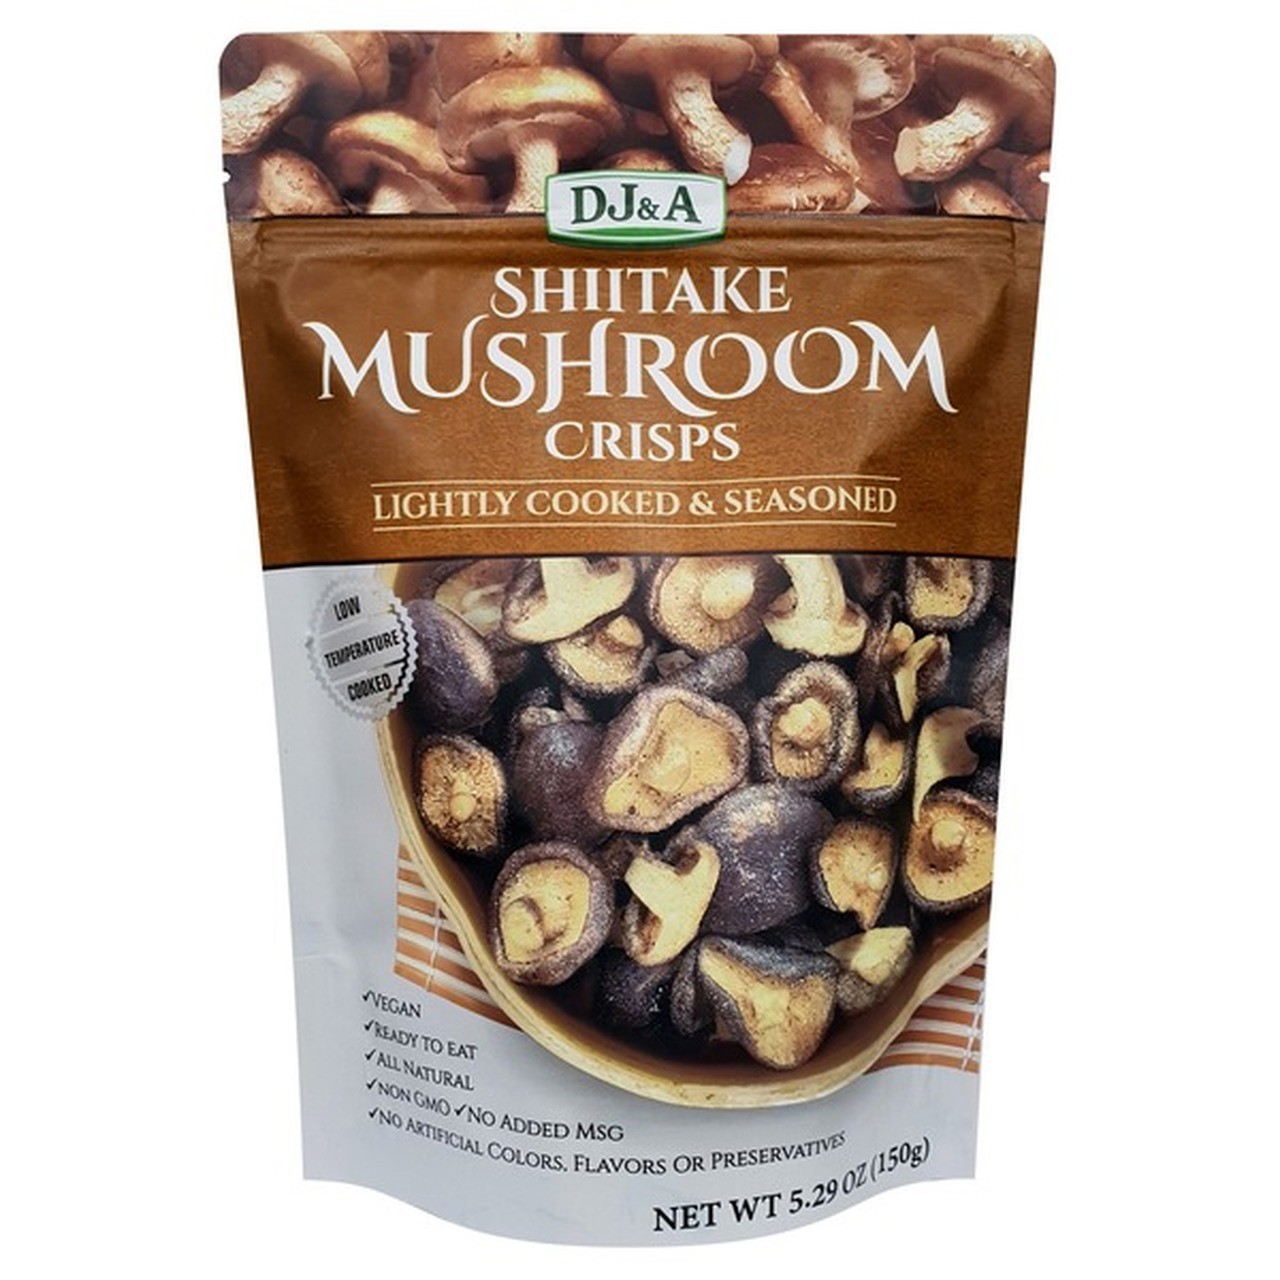 DJ&A
SHIITAKE
MUSHROOM
CRISPS
LIGHTLY COOKED & SEASONED
LOW
TEMPERATURE
COOKED
✓VEGAN
✓READY TO EAT
✓ALL NATURAL
✓NON GMO ✓NO ADDED MSG
✓NO ARTIFICIAL COLORS, FLAVORS OR PRESERVATIVES
NET WT 5.29 OZ (150g)